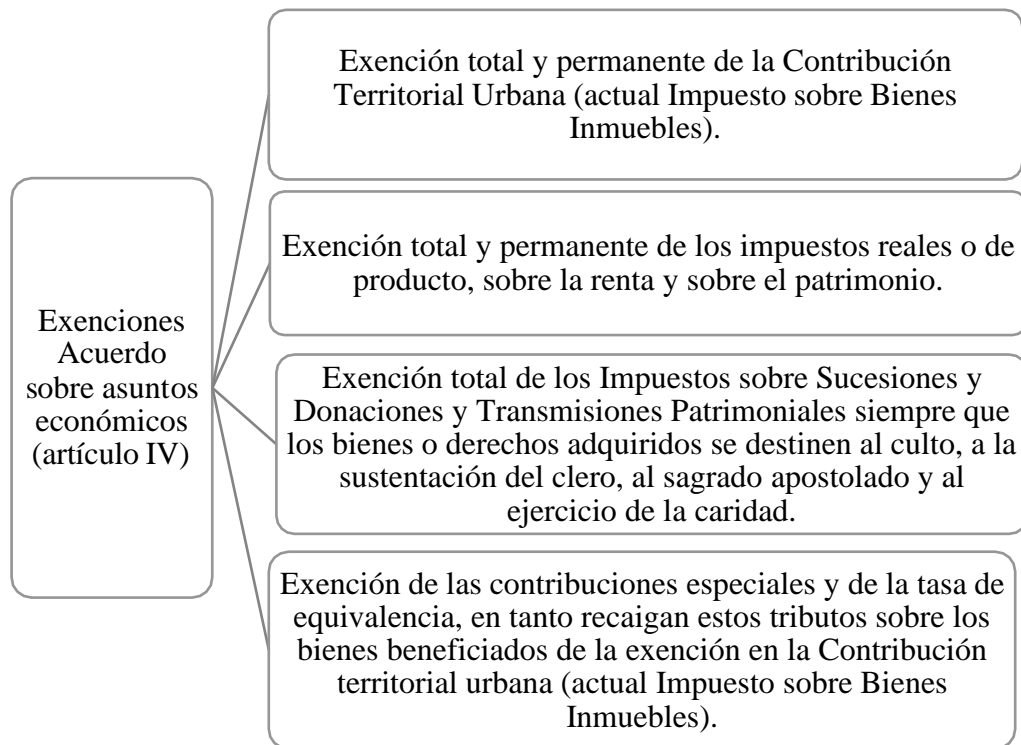 Exenciones
Acuerdo
sobre asuntos
económicos
(artículo IV)
Exención total y permanente de la Contribución
Territorial Urbana (actual Impuesto sobre Bienes
Inmuebles).
Exención total y permanente de los impuestos reales o de
producto, sobre la renta y sobre el patrimonio.
Exención total de los Impuestos sobre Sucesiones y
Donaciones y Transmisiones Patrimoniales siempre que
los bienes o derechos adquiridos se destinen al culto, a la
sustentación del clero, al sagrado apostolado y al
ejercicio de la caridad.
Exención de las contribuciones especiales y de la tasa de
equivalencia, en tanto recaigan estos tributos sobre los
bienes beneficiados de la exención en la Contribución
territorial urbana (actual Impuesto sobre Bienes
Inmuebles).